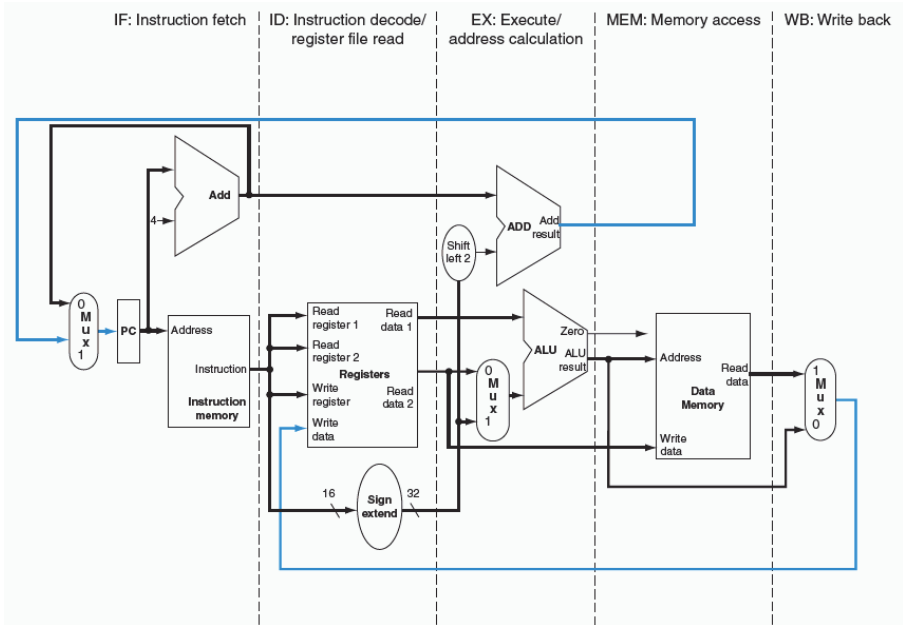 IF: Instruction fetch
ID: Instruction decode/
register file read
EX: Execute/
address calculation
MEM: Memory access
WB: Write back
Add
4
ADD
Add
result
Shift
left 2
0
M
u
x
1
PC
Address
Instruction
Instruction
memory
Read
register 1
Read
data 1
Read
register 2
Registers
Write
register
Read
data 2
Write
data
0
M
u
x
1
Zero
ALU
ALU
result
Address
Read
data
Data
Memory
Write
data
1
M
u
x
0
16
Sign
extend
32